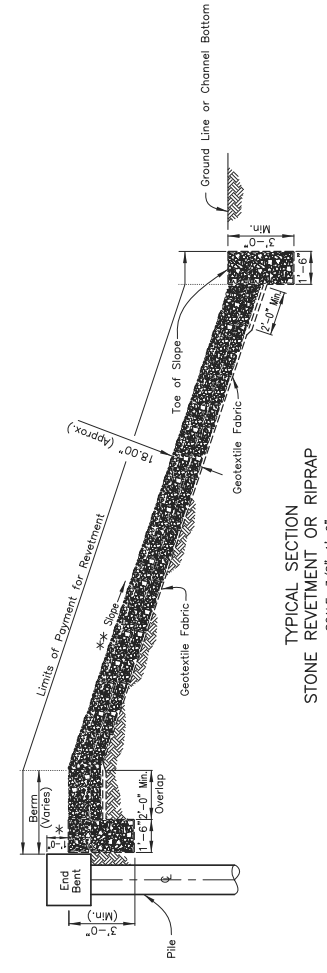 Limits of Payment for Revetment
Berm
(Varies)
*
1'-0"
End
Bent
3'-0"
(Min.)
1'-6"
2'-0" Min.
Overlap
Pile
℄
** Slope
Geotextile Fabric
18.00" (Approx.)
Geotextile Fabric
Toe of Slope
2'-0" Min.
3'-0"
Min.
1'-6"
Ground Line or Channel Bottom
TYPICAL SECTION
STONE REVETMENT OR RIPRAP